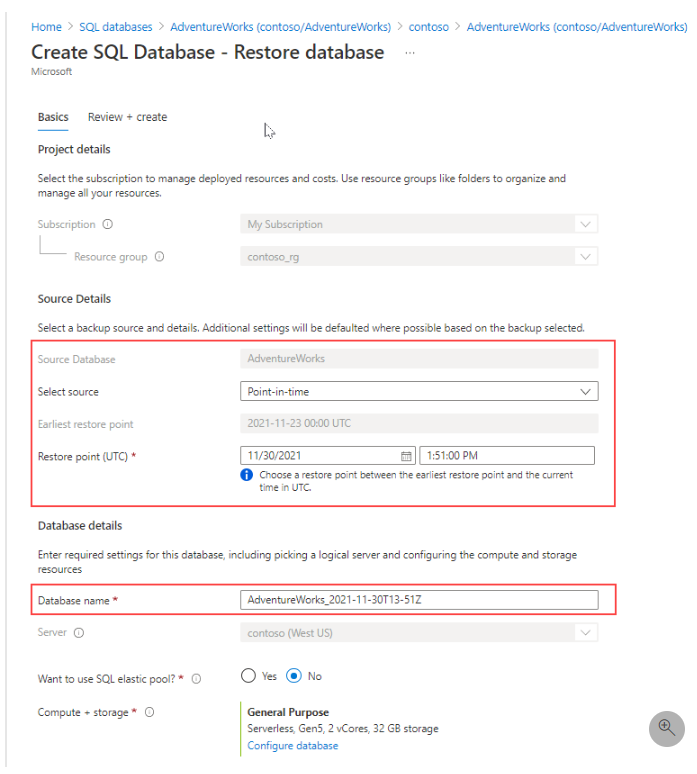 Home > SQL databases > AdventureWorks (contoso/AdventureWorks) > contoso > AdventureWorks (contoso/AdventureWorks)
Create SQL Database - Restore database ...
Microsoft
Basics Review + create
Project details
Select the subscription to manage deployed resources and costs. Use resource groups like folders to organize and
manage all your resources.
Subscription My Subscription
Resource group contoso_rg
Source Details
Select a backup source and details. Additional settings will be defaulted where possible based on the backup selected.
Source Database AdventureWorks
Select source Point-in-time
Earliest restore point 2021-11-23 00:00 UTC
Restore point (UTC) * 11/30/2021 1:51:00 PM
Choose a restore point between the earliest restore point and the current
time in UTC.
Database details
Enter required settings for this database, including picking a logical server and configuring the compute and storage
resources
Database name * AdventureWorks_2021-11-30T13-51Z
Server contoso (West US)
Want to use SQL elastic pool? * Yes No
Compute + storage * General Purpose
Serverless, Gen5, 2 vCores, 32 GB storage
Configure database